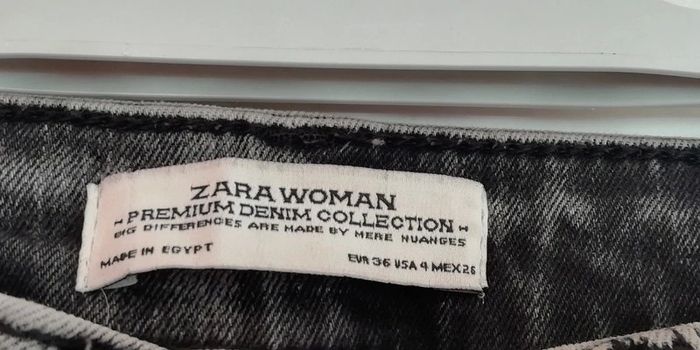 ZARA WOMAN
- PREMIUM DENIM COLLECTION -
BIG DIFFERENCES ARE MADE BY MERE NUANCES
MADE IN EGYPT
EUR 36 USA 4 MEX 26